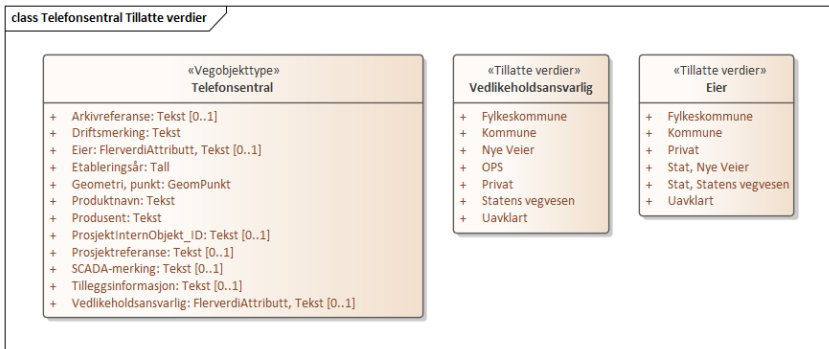 class Telefonsentral Tillatte verdier
«Vegobjekttype»
Telefonsentral
+ Arkivreferanse: Tekst [0..1]
+ Driftsmerking: Tekst
+ Eier: FlerverdiAttributt, Tekst [0..1]
+ Etableringsår: Tall
+ Geometri, punkt: GeomPunkt
+ Produktnavn: Tekst
+ Produsent: Tekst
+ ProsjektInternObjekt_ID: Tekst [0..1]
+ Prosjektreferanse: Tekst [0..1]
+ SCADA-merking: Tekst [0..1]
+ Tilleggsinformasjon: Tekst [0..1]
+ Vedlikeholdsansvarlig: FlerverdiAttributt, Tekst [0..1]
«Tillatte verdier»
Vedlikeholdsansvarlig
+ Fylkeskommune
+ Kommune
+ Nye Veier
+ OPS
+ Privat
+ Statens vegvesen
+ Uavklart
«Tillatte verdier»
Eier
+ Fylkeskommune
+ Kommune
+ Privat
+ Stat, Nye Veier
+ Stat, Statens vegvesen
+ Uavklart